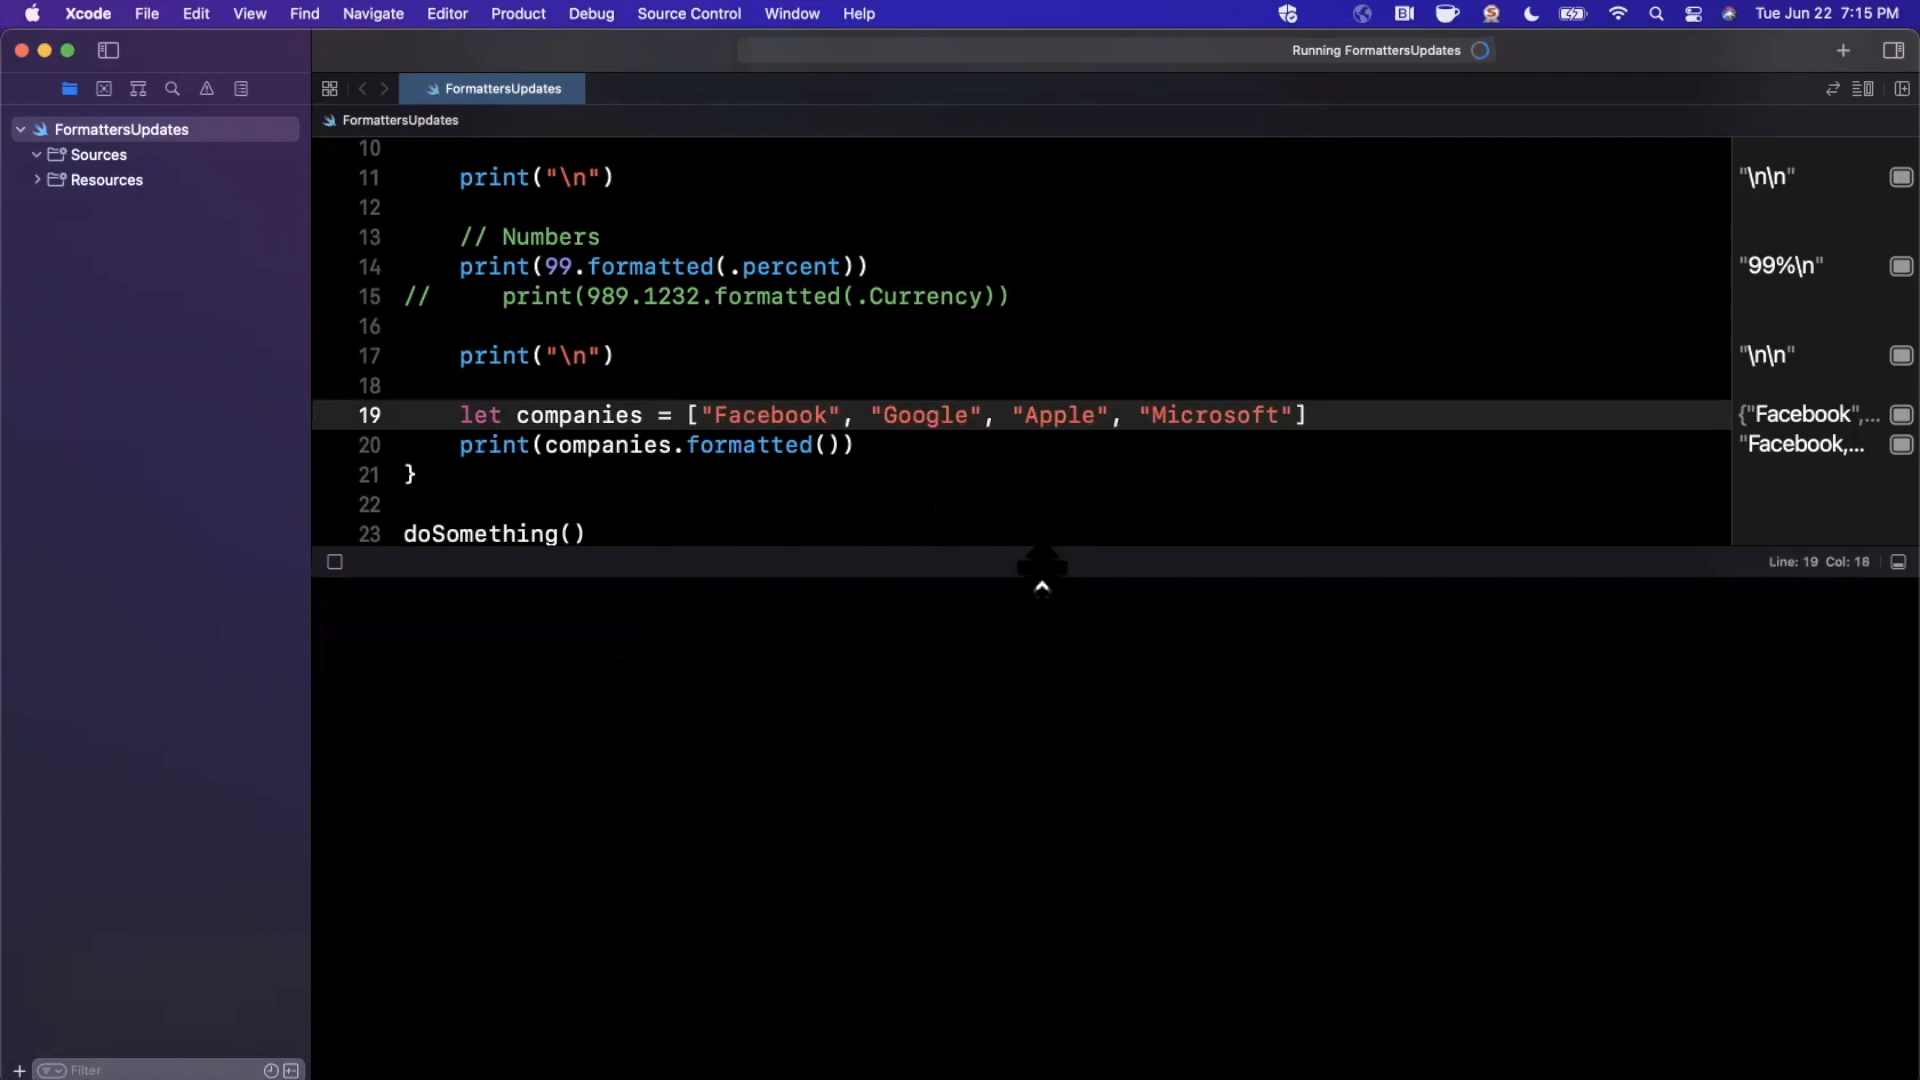 Xcode File Edit View Find Navigate Editor Product Debug Source Control Window Help Tue Jun 22 7:15 PM
Running FormattersUpdates
FormattersUpdates
FormattersUpdates
FormattersUpdates
Sources
Resources
10
11 print("\n") "\n\n"
12
13 // Numbers
14 print(99.formatted(.percent)) "99%\n"
15 // print(989.1232.formatted(.Currency))
16
17 print("\n") "\n\n"
18
19 let companies = ["Facebook", "Google", "Apple", "Microsoft"] {"Facebook",...
20 print(companies.formatted()) "Facebook,...
21 }
22
23 doSomething()
Line: 19 Col: 18
Filter